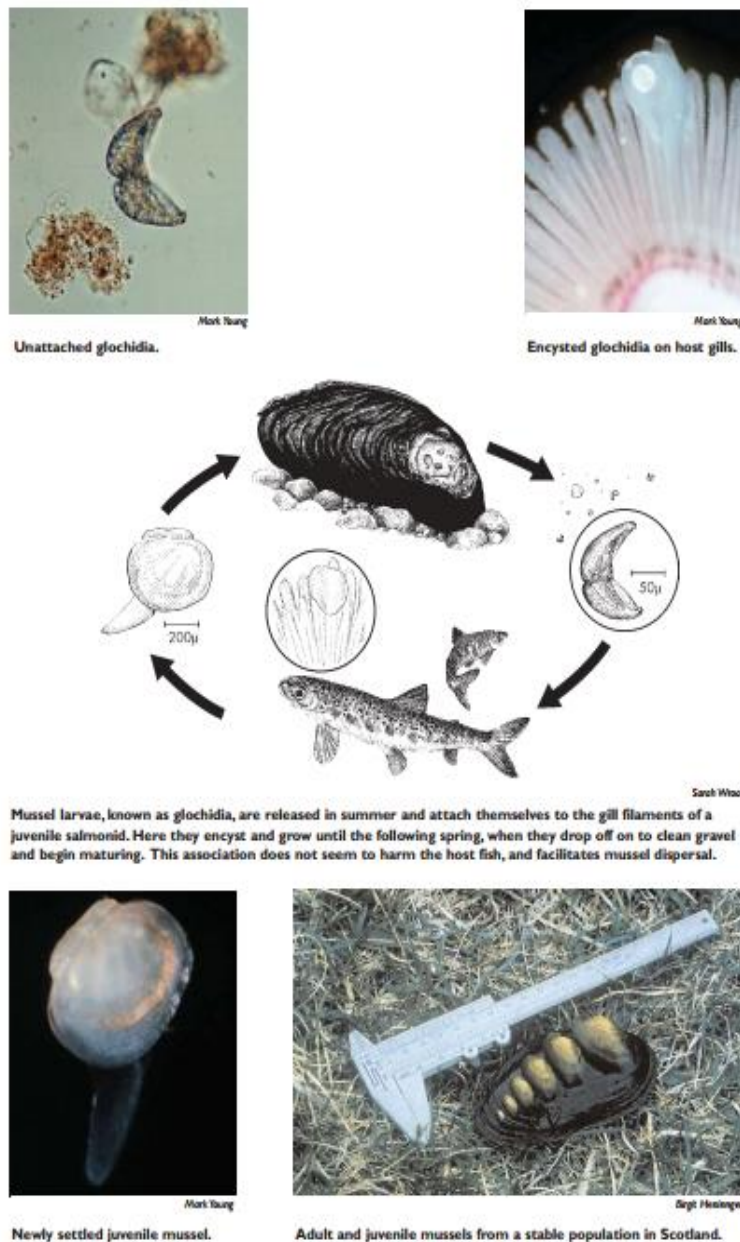 Mark Young
Mark Young
Unattached glochidia.
Encysted glochidia on host gills.
50µ
200µ
Mussel larvae, known as glochidia, are released in summer and attach themselves to the gill filaments of a
juvenile salmonid. Here they encyst and grow until the following spring, when they drop off on to clean gravel
and begin maturing. This association does not seem to harm the host fish, and facilitates mussel dispersal.
Mark Young
Birgit
Newly settled juvenile mussel.
Adult and juvenile mussels from a stable population in Scotland.